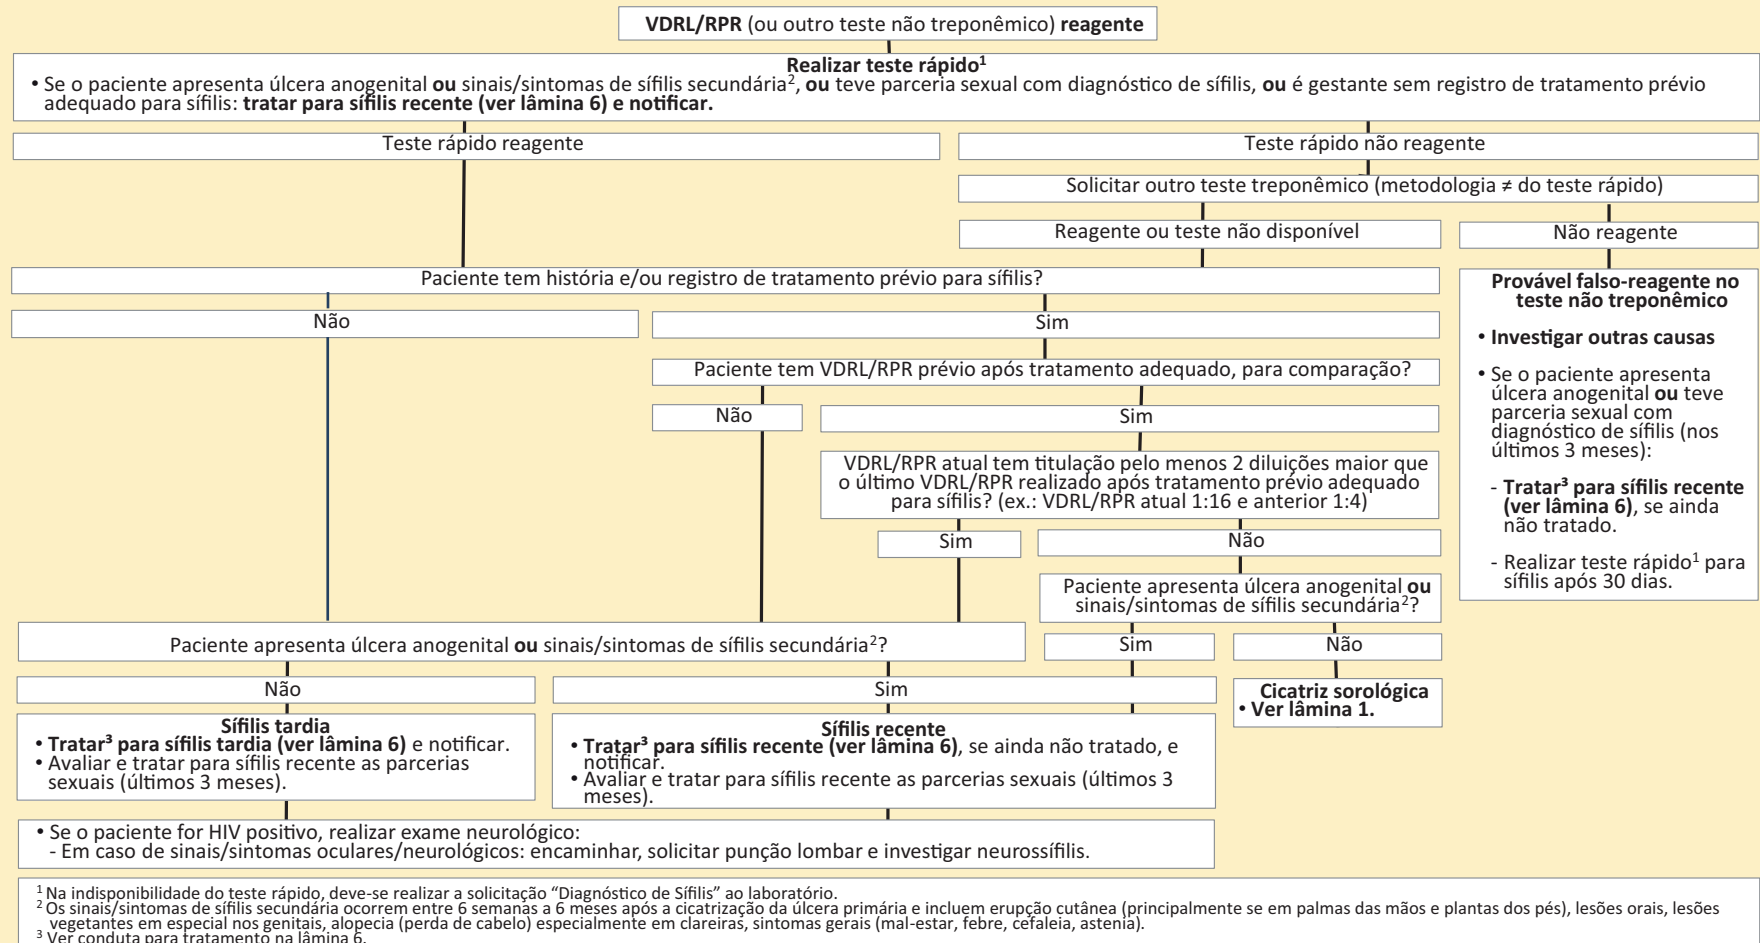 VDRL/RPR (ou outro teste não treponêmico) reagente
Realizar teste rápido¹
• Se o paciente apresenta úlcera anogenital ou sinais/sintomas de sífilis secundária², ou teve parceria sexual com diagnóstico de sífilis, ou é gestante sem registro de tratamento prévio
adequado para sífilis: tratar para sífilis recente (ver lâmina 6) e notificar.
Teste rápido reagente
Teste rápido não reagente
Solicitar outro teste treponêmico (metodologia ≠ do teste rápido)
Reagente ou teste não disponível
Não reagente
Paciente tem história e/ou registro de tratamento prévio para sífilis?
Não
Sim
Paciente tem VDRL/RPR prévio após tratamento adequado, para comparação?
Não
Sim
VDRL/RPR atual tem titulação pelo menos 2 diluições maior que
o último VDRL/RPR realizado após tratamento prévio adequado
para sífilis? (ex.: VDRL/RPR atual 1:16 e anterior 1:4)
Sim
Não
Paciente apresenta úlcera anogenital ou
sinais/sintomas de sífilis secundária²?
Sim
Não
Cicatriz sorológica
• Ver lâmina 1.
Provável falso-reagente no
teste não treponêmico
• Investigar outras causas
• Se o paciente apresenta
úlcera anogenital ou teve
parceria sexual com
diagnóstico de sífilis (nos
últimos 3 meses):
- Tratar³ para sífilis recente
(ver lâmina 6), se ainda
não tratado.
- Realizar teste rápido¹ para
sífilis após 30 dias.
Paciente apresenta úlcera anogenital ou sinais/sintomas de sífilis secundária²?
Não
Sim
Sífilis tardia
• Tratar³ para sífilis tardia (ver lâmina 6) e notificar.
• Avaliar e tratar para sífilis recente as parcerias
sexuais (últimos 3 meses).
Sífilis recente
• Tratar³ para sífilis recente (ver lâmina 6), se ainda não tratado, e
notificar.
• Avaliar e tratar para sífilis recente as parcerias sexuais (últimos 3
meses).
• Se o paciente for HIV positivo, realizar exame neurológico:
- Em caso de sinais/sintomas oculares/neurológicos: encaminhar, solicitar punção lombar e investigar neurossífilis.
¹ Na indisponibilidade do teste rápido, deve-se realizar a solicitação “Diagnóstico de Sífilis” ao laboratório.
² Os sinais/sintomas de sífilis secundária ocorrem entre 6 semanas a 6 meses após a cicatrização da úlcera primária e incluem erupção cutânea (principalmente se em palmas das mãos e plantas dos pés), lesões orais, lesões
vegetantes em especial nos genitais, alopecia (perda de cabelo) especialmente em clareiras, sintomas gerais (mal-estar, febre, cefaleia, astenia).
³ Ver conduta para tratamento na lâmina 6.